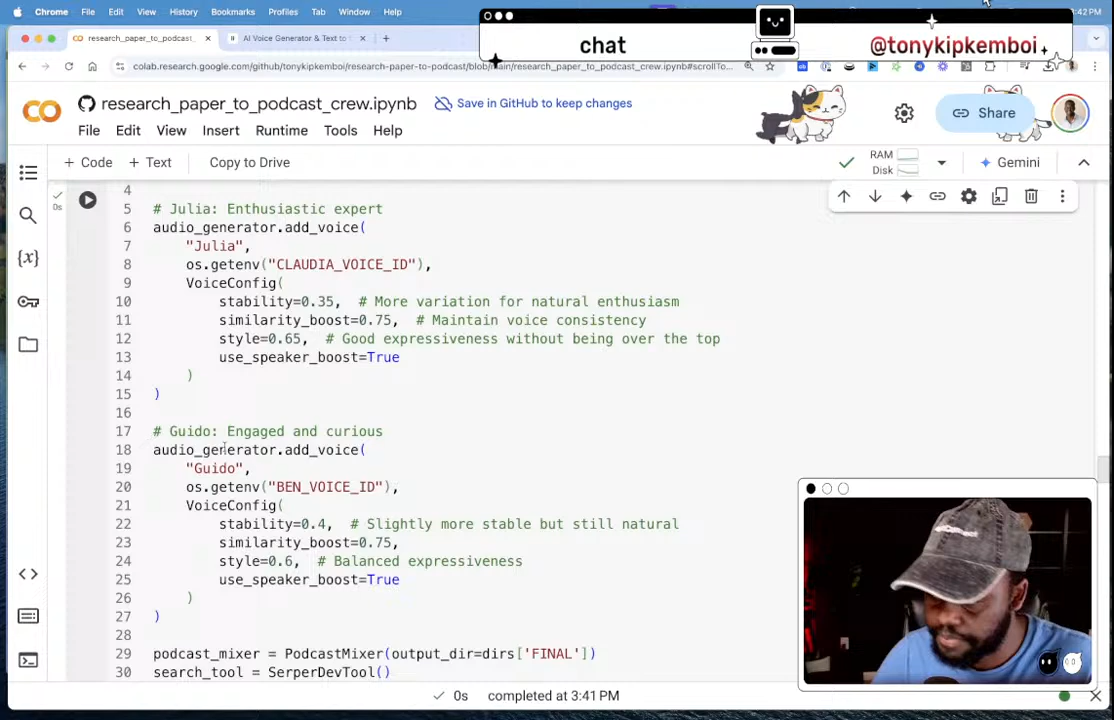 Chrome File Edit View History Bookmarks Profiles Tab Window Help
:42 PM
chat
@tonykipkemboi
research_paper_to_podcast_
AI Voice Generator & Text to
colab.research.google.com/github/tonykipkemboi/research-paper-to-podcast/blob/main/research_paper_to_podcast_crew.ipynb#scrollTo...
research_paper_to_podcast_crew.ipynb
Save in GitHub to keep changes
Share
File Edit View Insert Runtime Tools Help
+ Code + Text Copy to Drive
RAM
Disk
Gemini
0s
4
5 # Julia: Enthusiastic expert
6 audio_generator.add_voice(
7 "Julia",
8 os.getenv("CLAUDIA_VOICE_ID"),
9 VoiceConfig(
10 stability=0.35, # More variation for natural enthusiasm
11 similarity_boost=0.75, # Maintain voice consistency
12 style=0.65, # Good expressiveness without being over the top
13 use_speaker_boost=True
14 )
15 )
16
17 # Guido: Engaged and curious
18 audio_generator.add_voice(
19 "Guido",
20 os.getenv("BEN_VOICE_ID"),
21 VoiceConfig(
22 stability=0.4, # Slightly more stable but still natural
23 similarity_boost=0.75,
24 style=0.6, # Balanced expressiveness
25 use_speaker_boost=True
26 )
27 )
28
29 podcast_mixer = PodcastMixer(output_dir=dirs['FINAL'])
30 search_tool = SerperDevTool()
0s completed at 3:41 PM